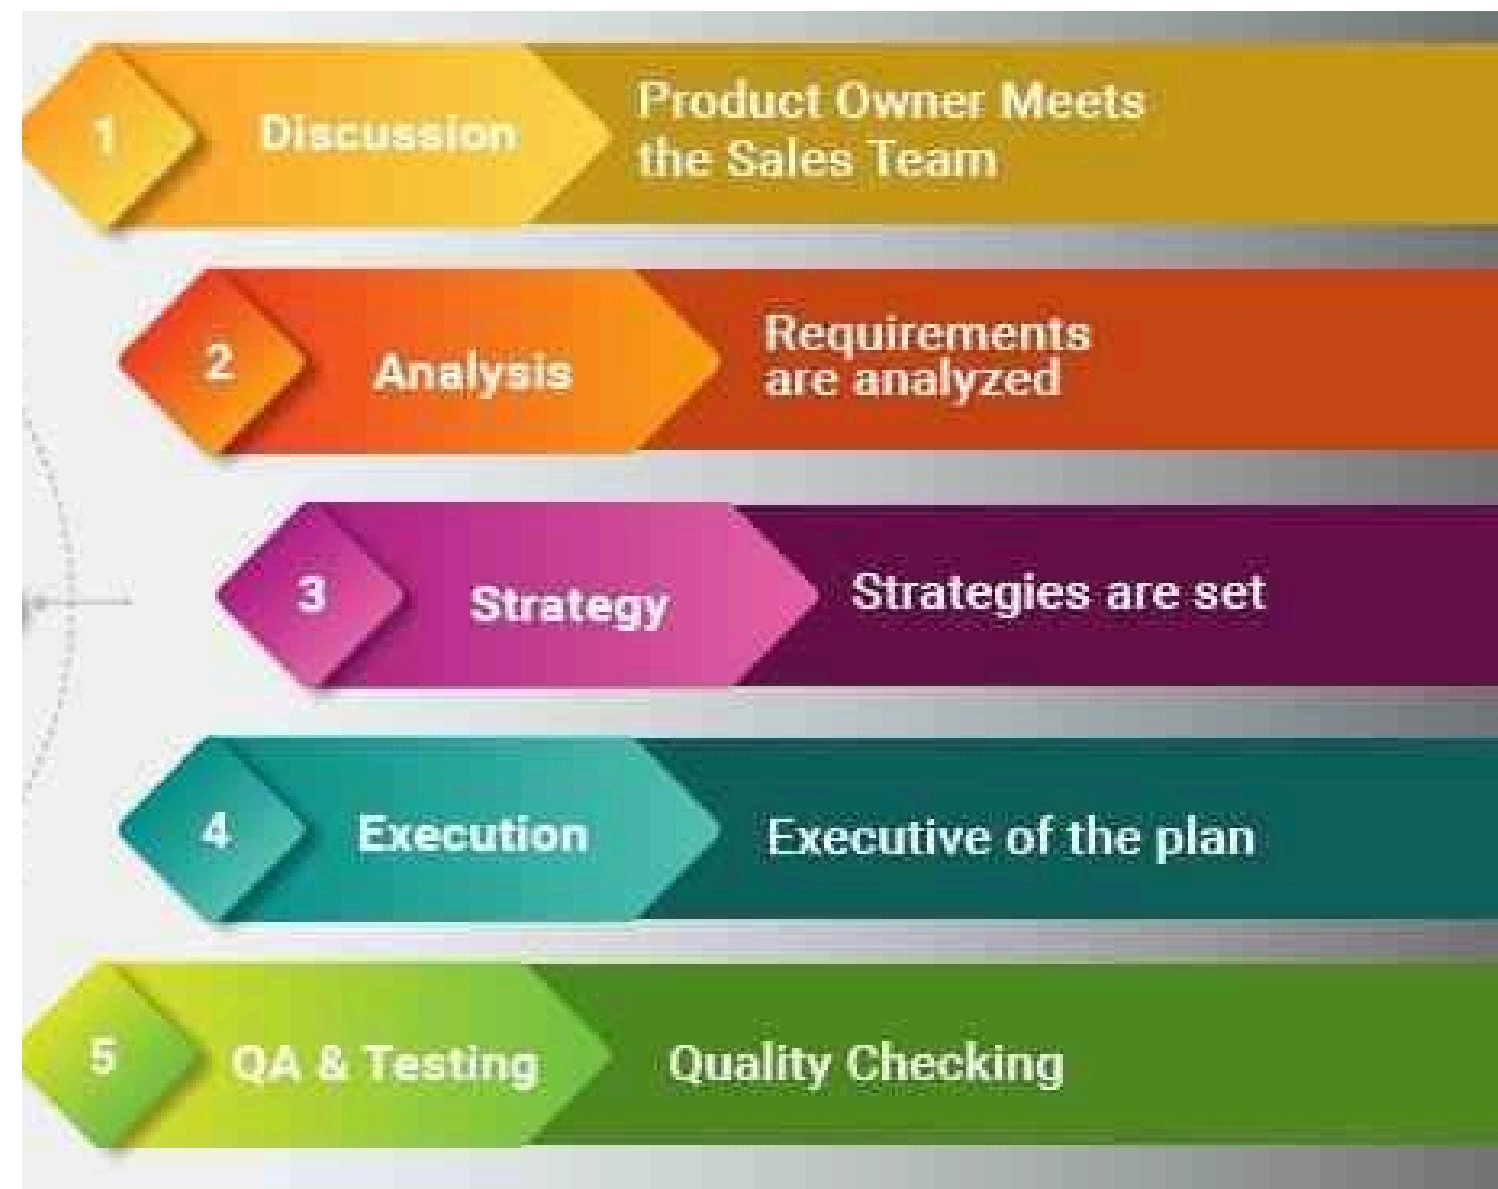 1
Discussion
Product Owner Meets
the Sales Team
2
Analysis
Requirements
are analyzed
3
Strategy
Strategies are set
4
Execution
Executive of the plan
5
QA & Testing
Quality Checking